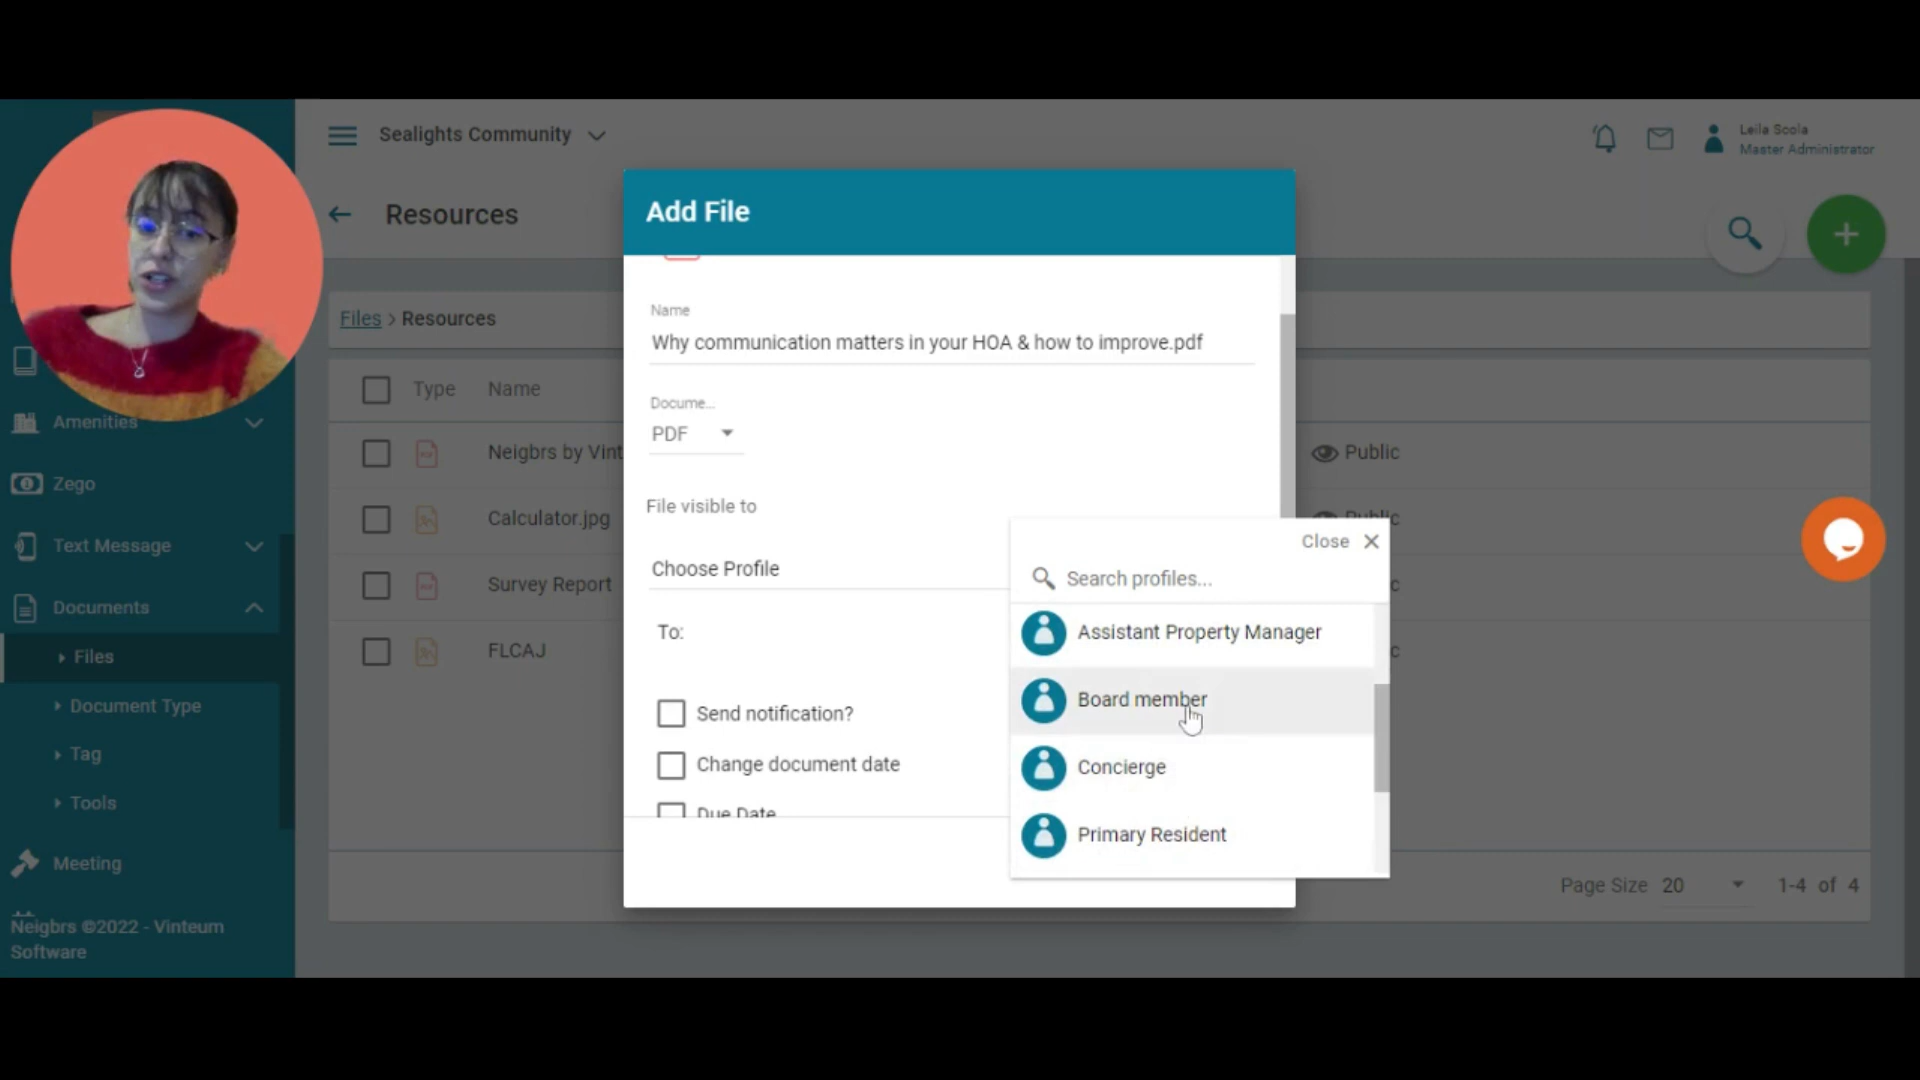 Sealights Community
Leila Scola
Master Administrator
Resources
Add File
Files > Resources
Name
Why communication matters in your HOA & how to improve.pdf
Type Name
Docume...
PDF
Neigbrs by Vint
Public
Calculator.jpg
Public
Survey Report
FLCAJ
File visible to
Choose Profile
To:
Send notification?
Change document date
Due Date
Close
Search profiles...
Assistant Property Manager
Board member
Concierge
Primary Resident
Page Size 20 1-4 of 4
Amenities
Zego
Text Message
Documents
Files
Document Type
Tag
Tools
Meeting
Neigbrs ©2022 - Vinteum
Software